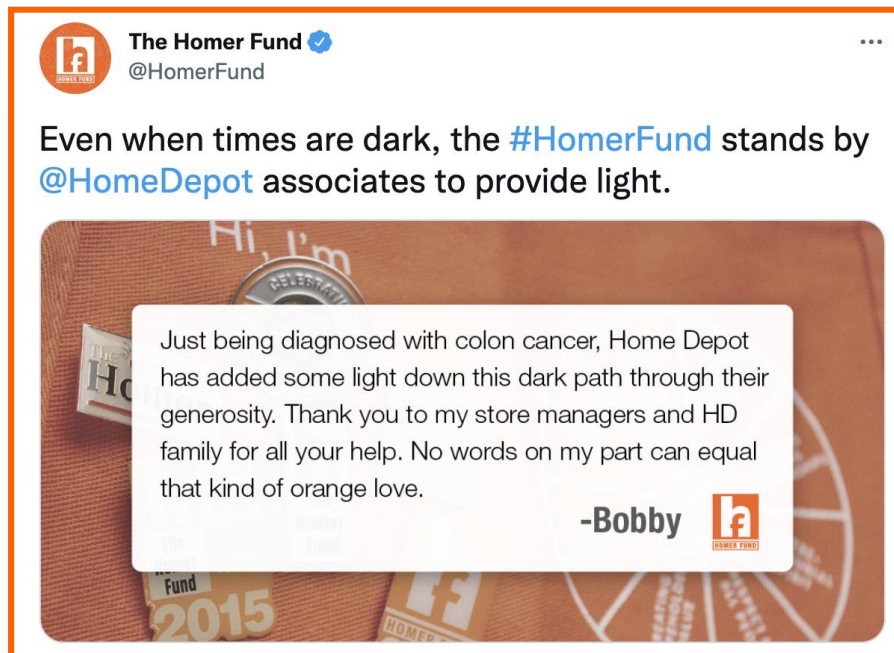 The Homer Fund
@HomerFund
Even when times are dark, the #HomerFund stands by
@HomeDepot associates to provide light.
Hi, I'm
The
Ho
Just being diagnosed with colon cancer, Home Depot
has added some light down this dark path through their
generosity. Thank you to my store managers and HD
family for all your help. No words on my part can equal
that kind of orange love.
-Bobby
hf
HOMER FUND
Fund
2015